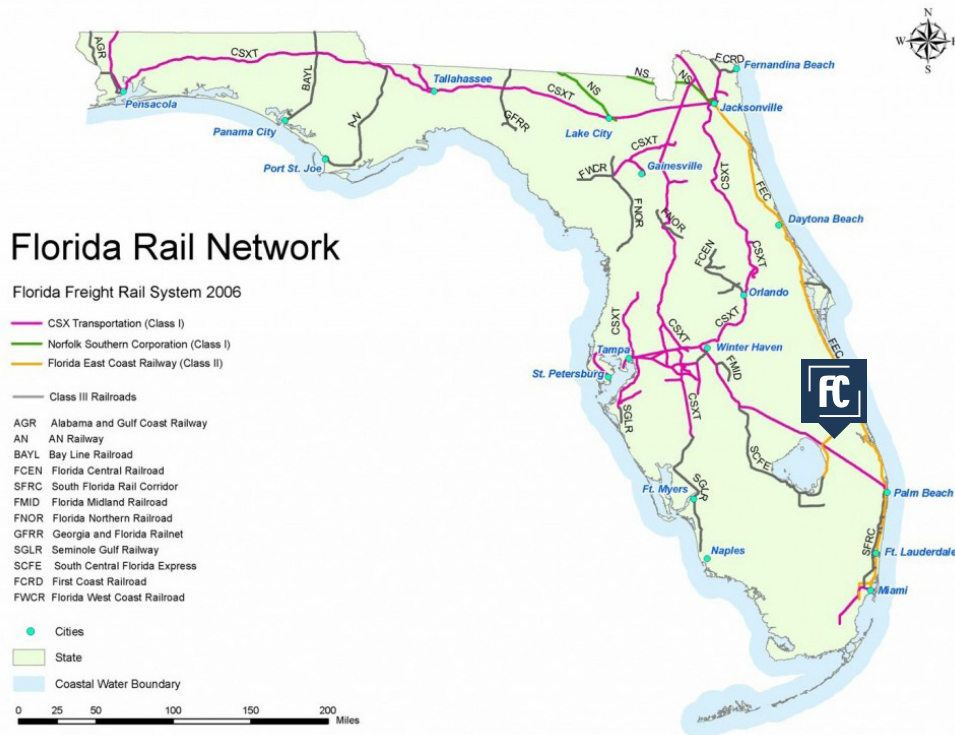 Florida Rail Network
Florida Freight Rail System 2006
CSX Transportation (Class I)
Norfolk Southern Corporation (Class I)
Florida East Coast Railway (Class II)
Class III Railroads
AGR Alabama and Gulf Coast Railway
AN AN Railway
BAYL Bay Line Railroad
FCEN Florida Central Railroad
SFRC South Florida Rail Corridor
FMID Florida Midland Railroad
FNOR Florida Northern Railroad
GFRR Georgia and Florida Railnet
SGLR Seminole Gulf Railway
SCFE South Central Florida Express
FCRD First Coast Railroad
FWCR Florida West Coast Railroad
Cities
State
Coastal Water Boundary
0 50 100 150 200
Miles
N
W E
S
AGR
CSXT
BAYL
AN
Pensacola
Panama City
Port St. Joe
Tallahassee
CSXT
GFRR
NS
NS
NS
FCRD
Fernandina Beach
Jacksonville
Lake City
CSXT
Gainesville
FWCR
FNOR
FNOR
CSXT
FEC
Daytona Beach
CSXT
FCEN
Orlando
CSXT
CSXT
CSXT
Tampa
Winter Haven
FEC
St. Petersburg
FMID
FC
CSXT
SGLR
SCFE
Ft. Myers
SGLR
Palm Beach
Naples
SFRC
Ft. Lauderdale
Miami